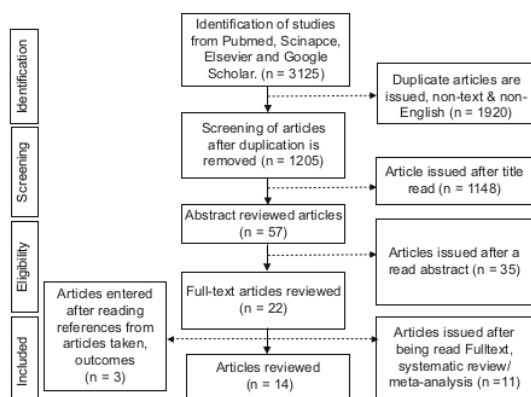 Identification of studies
from Pubmed, Scinapce,
Elsevier and Google
Scholar. (n = 3125)
Identification
Duplicate articles are
issued, non-text & non-
English (n = 1920)
Screening of articles
after duplication is
removed (n = 1205)
Screening
Article issued after title
read (n = 1148)
Abstract reviewed articles
(n = 57)
Eligibility
Articles issued after a
read abstract (n = 35)
Full-text articles reviewed
(n = 22)
Articles entered
after reading
references from
articles taken,
outcomes
(n = 3)
Articles issued after
being read Fulltext,
systematic review/
meta-analysis (n =11)
Included
Articles reviewed
(n = 14)